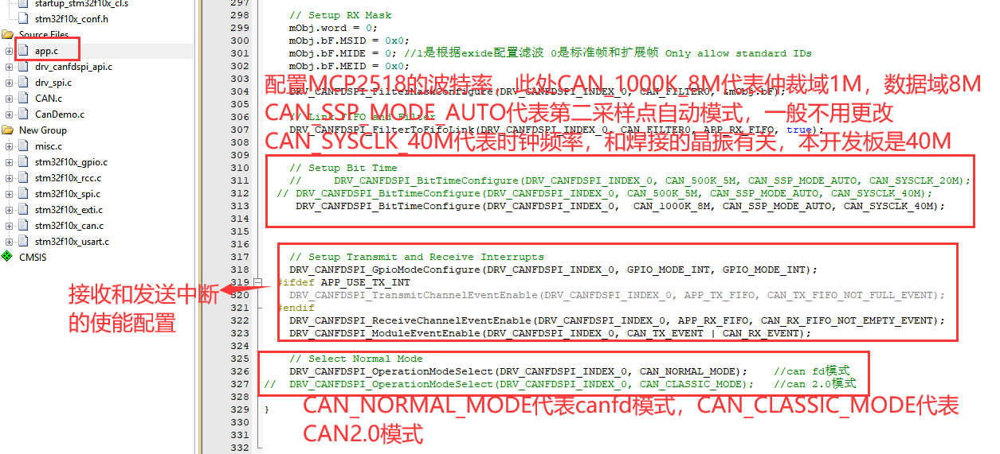 startup_stm32f10x_cl.s
stm32f10x_conf.h
Source Files
app.c
drv_canfdspi_api.c
drv_spi.c
CAN.c
CanDemo.c
New Group
misc.c
stm32f10x_gpio.c
stm32f10x_rcc.c
stm32f10x_spi.c
stm32f10x_exti.c
stm32f10x_can.c
stm32f10x_usart.c
CMSIS
297
298 // Setup RX Mask
299 mObj.word = 0;
300 mObj.bF.MSID = 0x0;
301 mObj.bF.MIDE = 0; //1是根据exide配置滤波 0是标准帧和扩展帧 Only allow standard IDs
302 mObj.bF.MEID = 0x0;
303
配置MCP2518的波特率，此处CAN_1000K_8M代表仲裁域1M，数据域8M
304 DRV_CANFDSPI_FilterMaskConfigure(DRV_CANFDSPI_INDEX_0, CAN_FILTER0, &mObj.bF);
305
CAN_SSP_MODE_AUTO代表第二采样点自动模式，一般不用更改
306 // Link FIFO and Filter
307 DRV_CANFDSPI_FilterToFifoLink(DRV_CANFDSPI_INDEX_0, CAN_FILTER0, APP_RX_FIFO, true);
CAN_SYSCLK_40M代表时钟频率，和焊接的晶振有关，本开发板是40M
308
309
310 // Setup Bit Time
311 // DRV_CANFDSPI_BitTimeConfigure(DRV_CANFDSPI_INDEX_0, CAN_500K_5M, CAN_SSP_MODE_AUTO, CAN_SYSCLK_20M);
312 // DRV_CANFDSPI_BitTimeConfigure(DRV_CANFDSPI_INDEX_0, CAN_500K_5M, CAN_SSP_MODE_AUTO, CAN_SYSCLK_40M);
313 DRV_CANFDSPI_BitTimeConfigure(DRV_CANFDSPI_INDEX_0, CAN_1000K_8M, CAN_SSP_MODE_AUTO, CAN_SYSCLK_40M);
314
315
316
317 // Setup Transmit and Receive Interrupts
318 DRV_CANFDSPI_GpioModeConfigure(DRV_CANFDSPI_INDEX_0, GPIO_MODE_INT, GPIO_MODE_INT);
319 #ifdef APP_USE_TX_INT
320 DRV_CANFDSPI_TransmitChannelEventEnable(DRV_CANFDSPI_INDEX_0, APP_TX_FIFO, CAN_TX_FIFO_NOT_FULL_EVENT);
321 #endif
322 DRV_CANFDSPI_ReceiveChannelEventEnable(DRV_CANFDSPI_INDEX_0, APP_RX_FIFO, CAN_RX_FIFO_NOT_EMPTY_EVENT);
323 DRV_CANFDSPI_ModuleEventEnable(DRV_CANFDSPI_INDEX_0, CAN_TX_EVENT | CAN_RX_EVENT);
接收和发送中断
的使能配置
324
325 // Select Normal Mode
326 DRV_CANFDSPI_OperationModeSelect(DRV_CANFDSPI_INDEX_0, CAN_NORMAL_MODE); //can fd模式
327 // DRV_CANFDSPI_OperationModeSelect(DRV_CANFDSPI_INDEX_0, CAN_CLASSIC_MODE); //can 2.0模式
328
329 }
330
331
332
CAN_NORMAL_MODE代表canfd模式，CAN_CLASSIC_MODE代表
CAN2.0模式